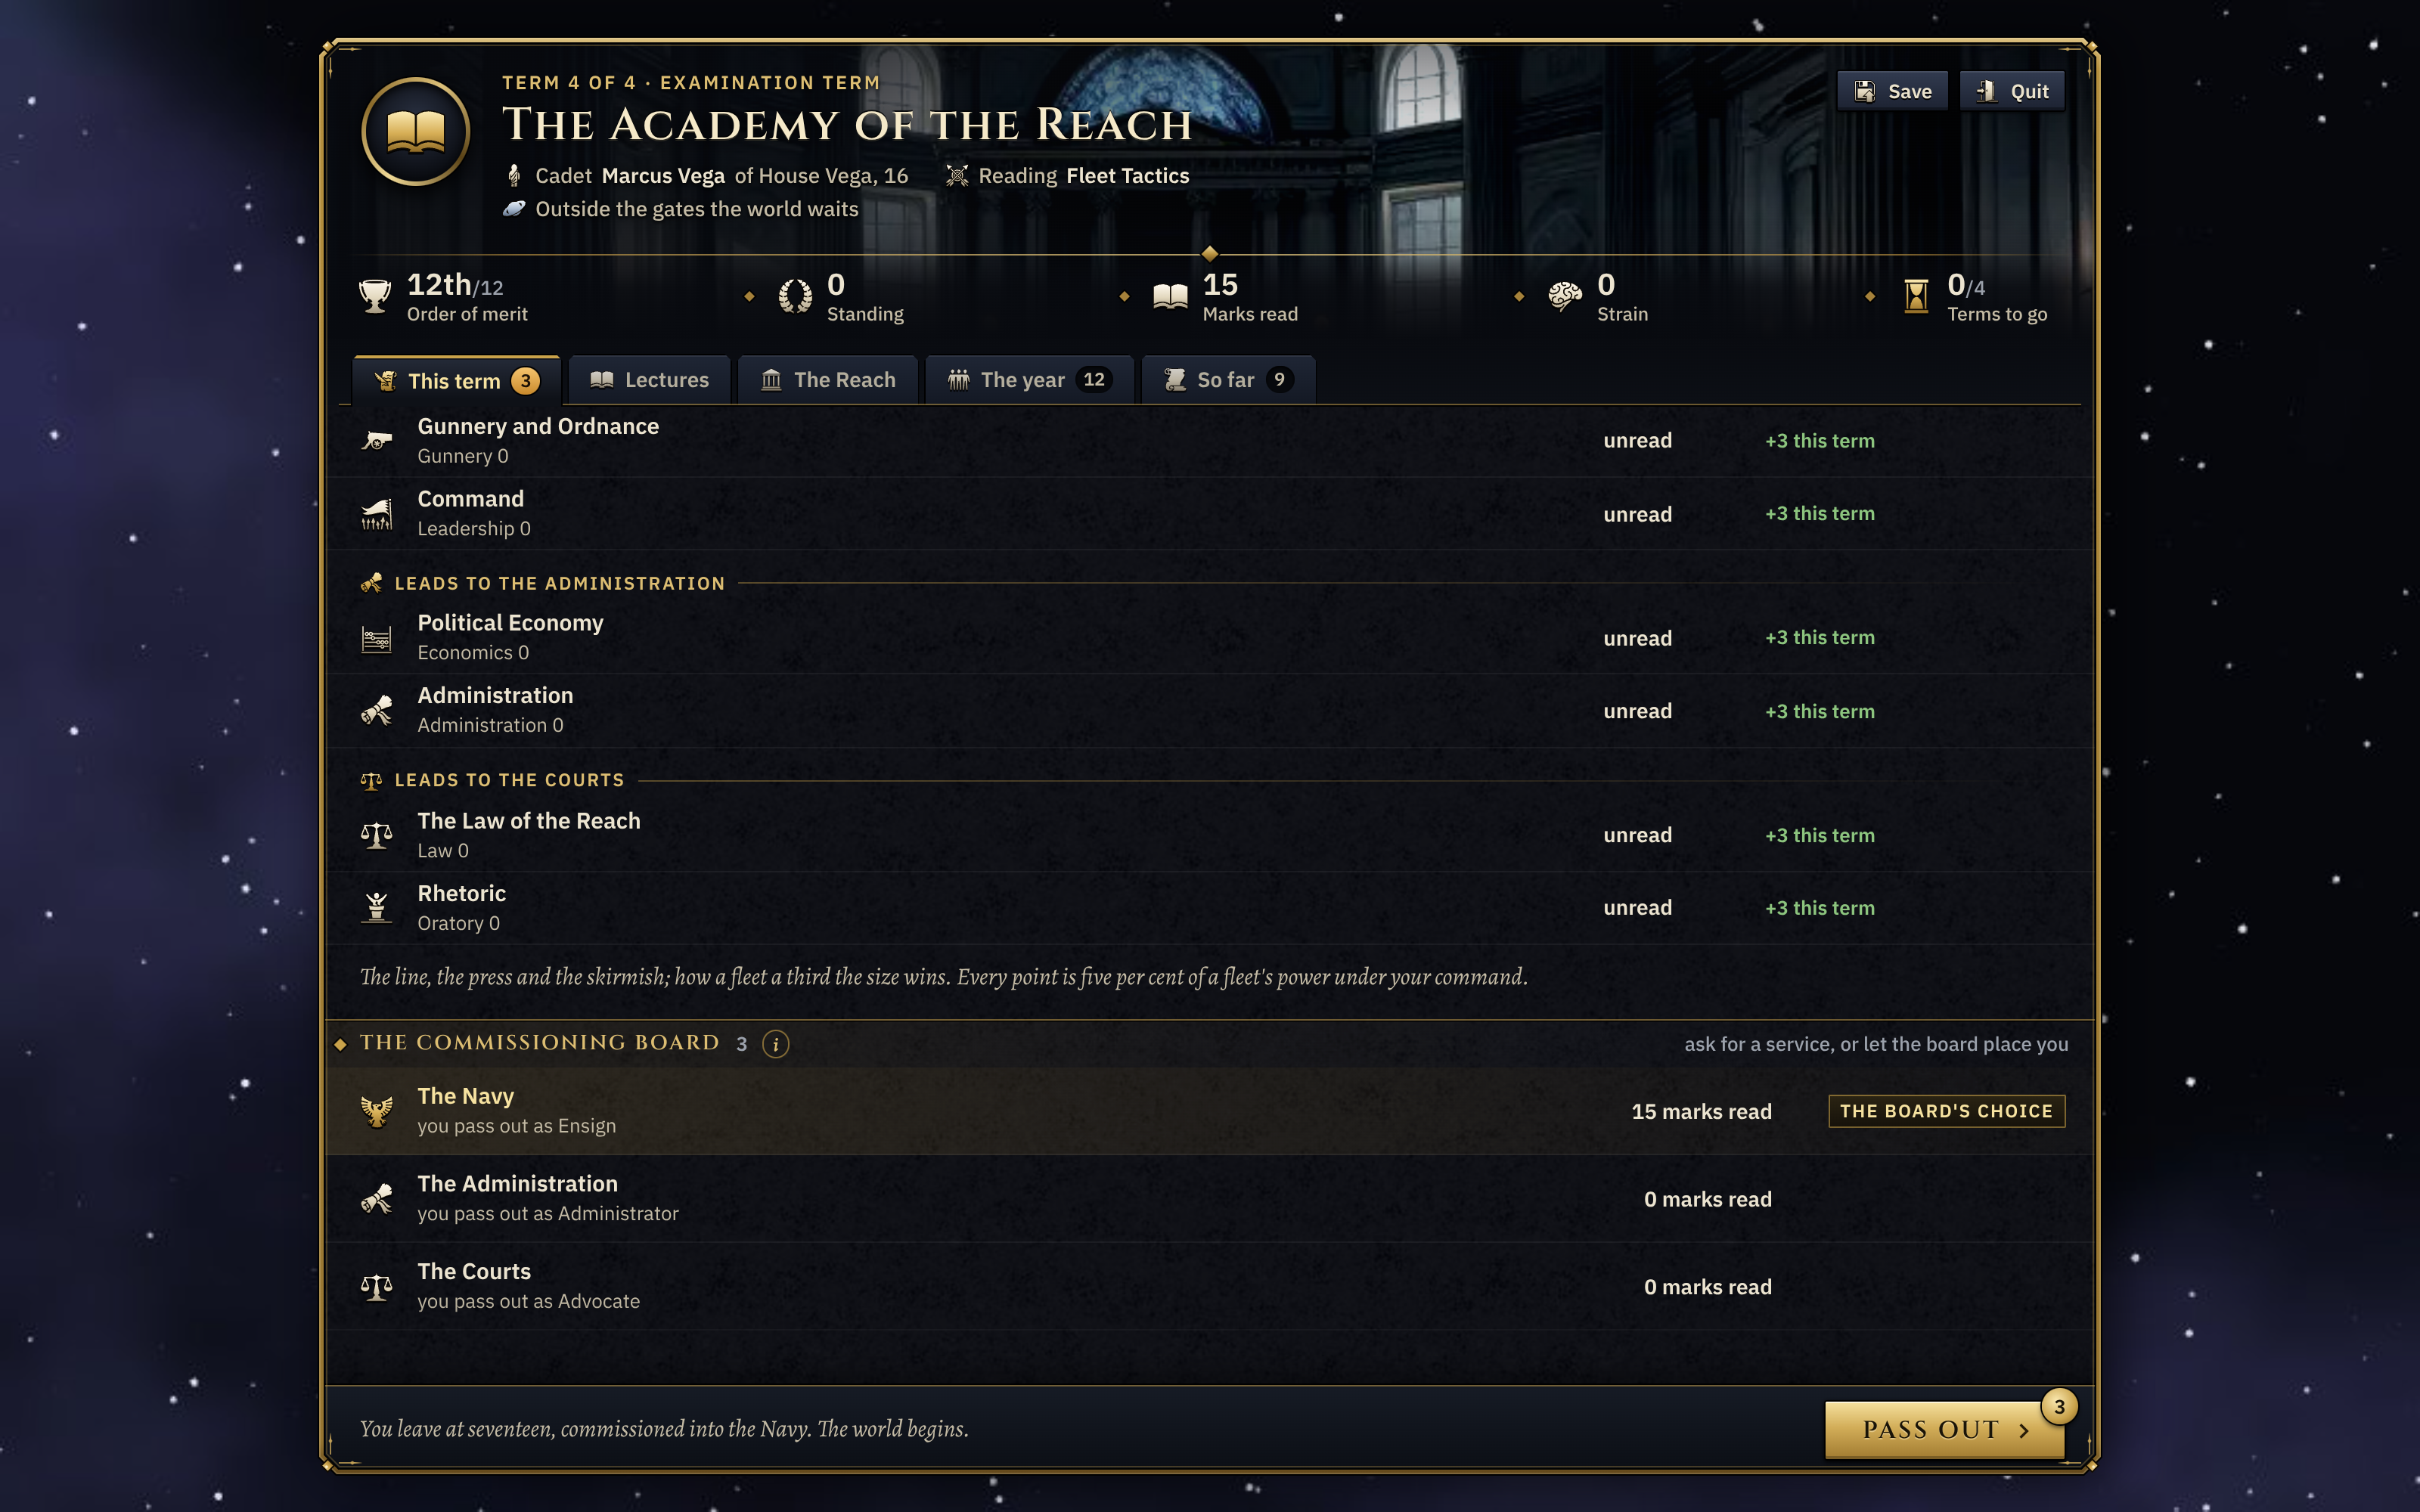 TERM 4 OF 4 · EXAMINATION TERM
THE ACADEMY OF THE REACH
Save
Quit
Cadet Marcus Vega of House Vega, 16
Reading Fleet Tactics
Outside the gates the world waits
12th/12
Order of merit
0
Standing
15
Marks read
0
Strain
0/4
Terms to go
This term 3
Lectures
The Reach
The year 12
So far 9
Gunnery and Ordnance
Gunnery 0
unread
+3 this term
Command
Leadership 0
unread
+3 this term
LEADS TO THE ADMINISTRATION
Political Economy
Economics 0
unread
+3 this term
Administration
Administration 0
unread
+3 this term
LEADS TO THE COURTS
The Law of the Reach
Law 0
unread
+3 this term
Rhetoric
Oratory 0
unread
+3 this term
The line, the press and the skirmish; how a fleet a third the size wins. Every point is five per cent of a fleet's power under your command.
THE COMMISSIONING BOARD 3 i
ask for a service, or let the board place you
The Navy
you pass out as Ensign
15 marks read
THE BOARD'S CHOICE
The Administration
you pass out as Administrator
0 marks read
The Courts
you pass out as Advocate
0 marks read
You leave at seventeen, commissioned into the Navy. The world begins.
PASS OUT
3